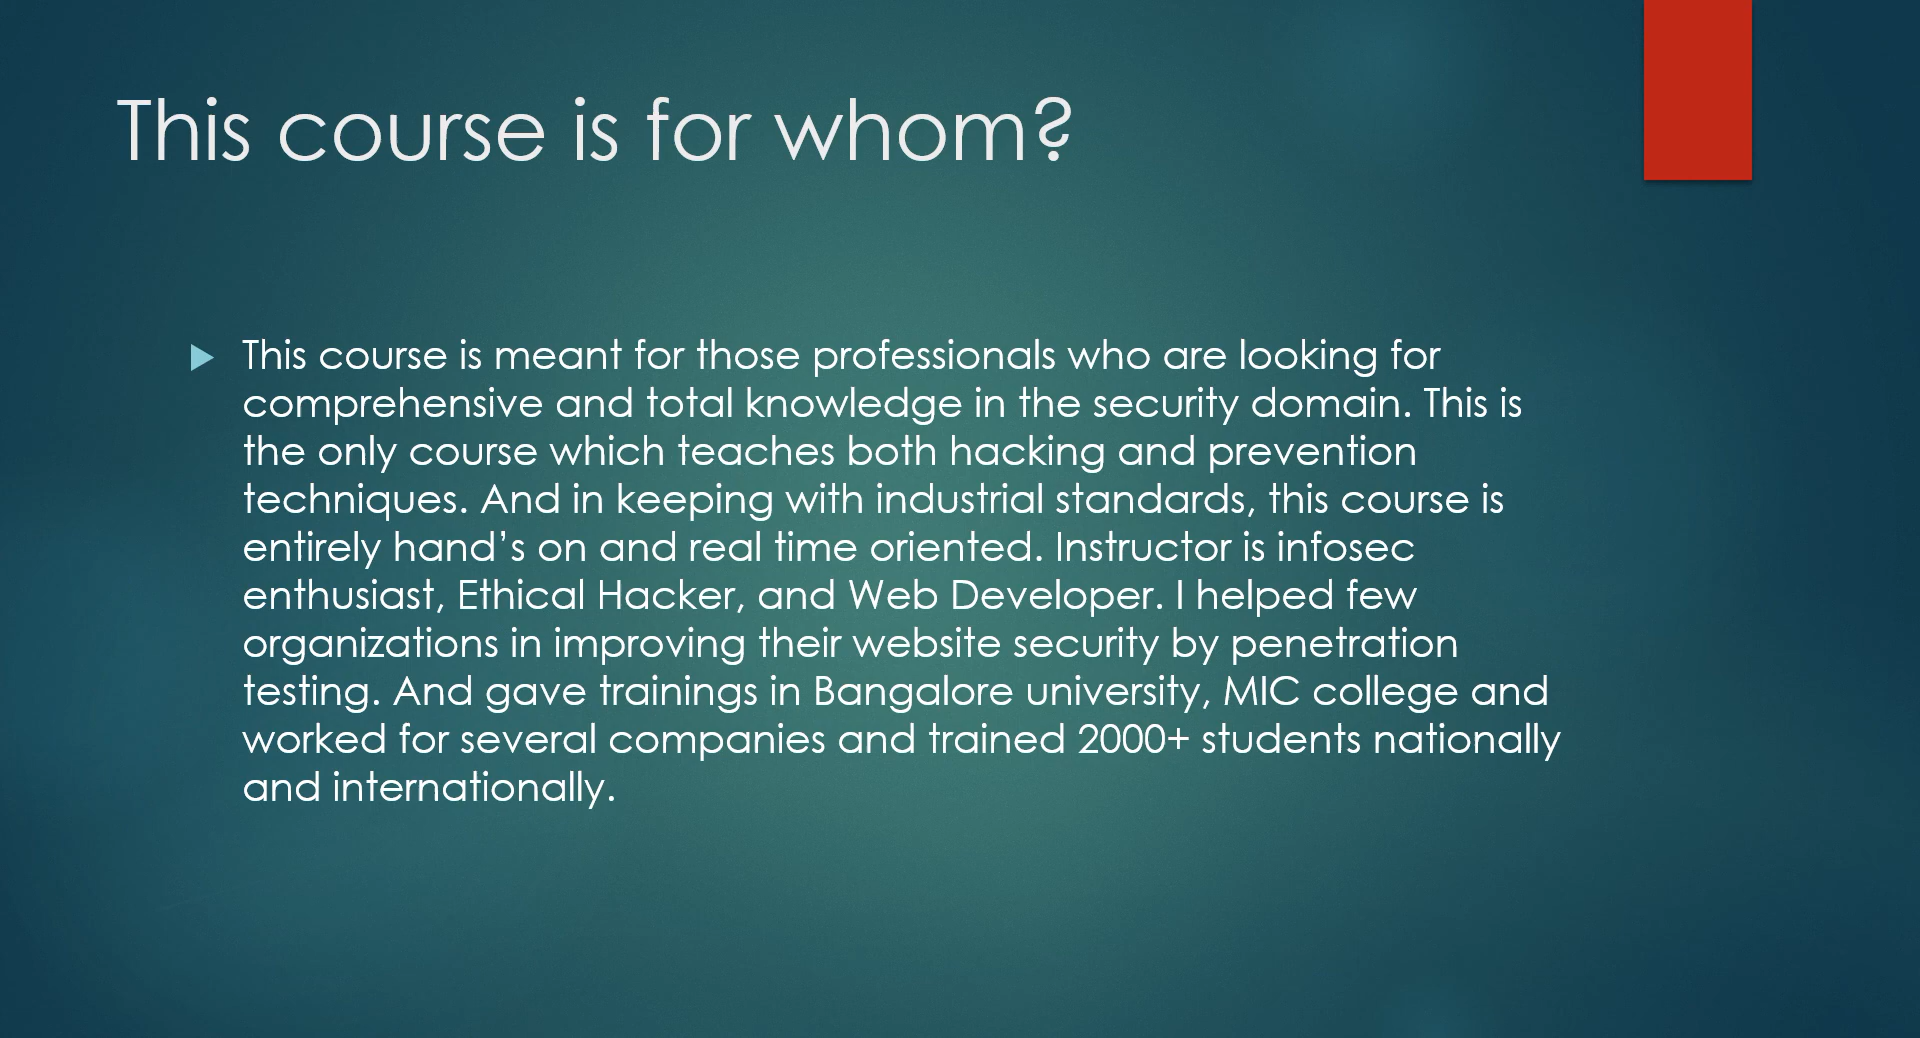 This course is for whom?
This course is meant for those professionals who are looking for
comprehensive and total knowledge in the security domain. This is
the only course which teaches both hacking and prevention
techniques. And in keeping with industrial standards, this course is
entirely hand’s on and real time oriented. Instructor is infosec
enthusiast, Ethical Hacker, and Web Developer. I helped few
organizations in improving their website security by penetration
testing. And gave trainings in Bangalore university, MIC college and
worked for several companies and trained 2000+ students nationally
and internationally.